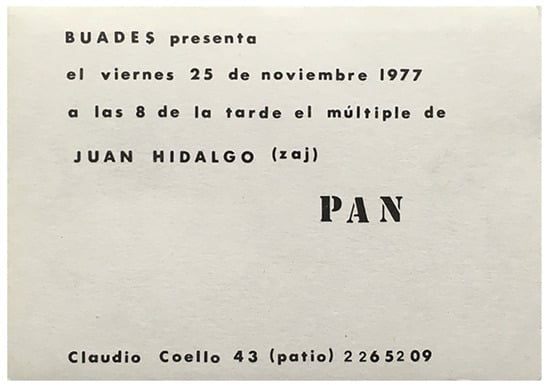 BUADES presenta
el viernes 25 de noviembre 1977
a las 8 de la tarde el múltiple de
JUAN HIDALGO (zaj)
PAN
Claudio Coello 43 (patio) 2265209